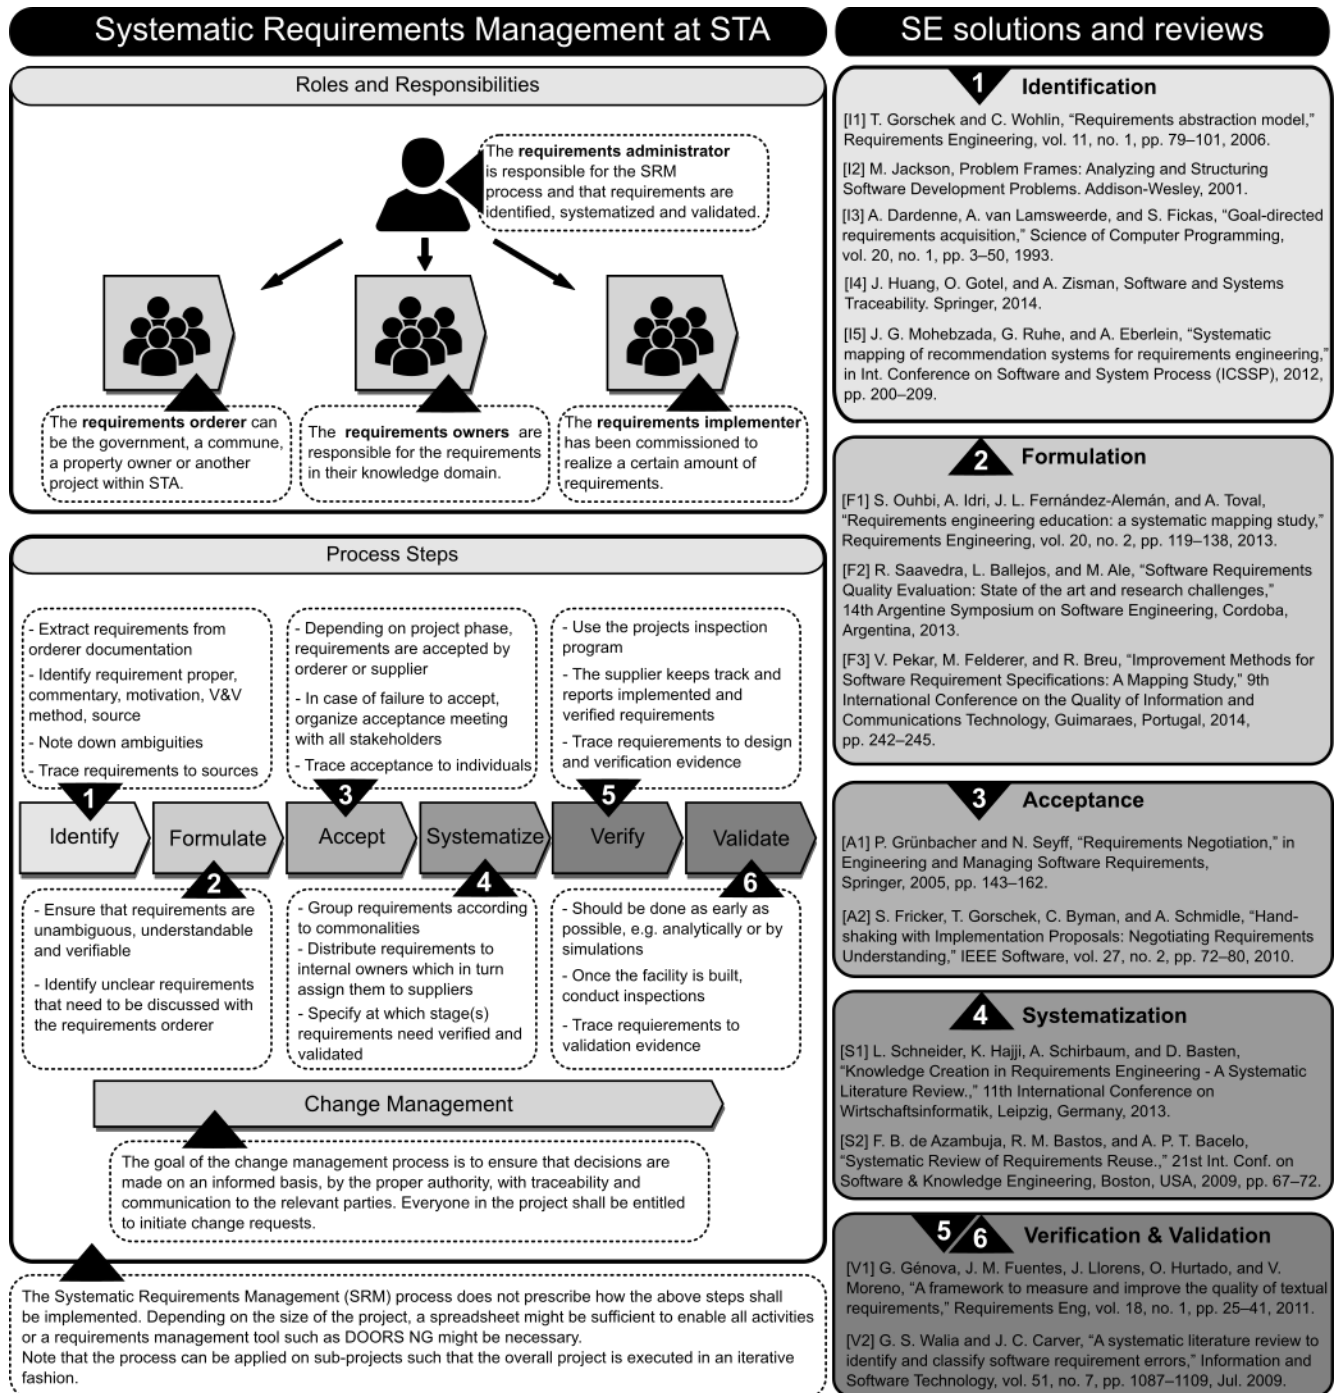 Systematic Requirements Management at STA
Roles and Responsibilities
The requirements administrator
is responsible for the SRM
process and that requirements are
identified, systematized and validated.
The requirements orderer can
be the government, a commune,
a property owner or another
project within STA.
The requirements owners are
responsible for the requirements
in their knowledge domain.
The requirements implementer
has been commissioned to
realize a certain amount of
requirements.
Process Steps
- Extract requirements from
orderer documentation
- Identify requirement proper,
commentary, motivation, V&V
method, source
- Note down ambiguities
- Trace requirements to sources
- Depending on project phase,
requirements are accepted by
orderer or supplier
- In case of failure to accept,
organize acceptance meeting
with all stakeholders
- Trace acceptance to individuals
- Use the projects inspection
program
- The supplier keeps track and
reports implemented and
verified requirements
- Trace requierements to design
and verification evidence
1
3
5
Identify
Formulate
Accept
Systematize
Verify
Validate
2
4
6
- Ensure that requirements are
unambiguous, understandable
and verifiable
- Identify unclear requirements
that need to be discussed with
the requirements orderer
- Group requirements according
to commonalities
- Distribute requirements to
internal owners which in turn
assign them to suppliers
- Specify at which stage(s)
requirements need verified and
validated
- Should be done as early as
possible, e.g. analytically or by
simulations
- Once the facility is built,
conduct inspections
- Trace requierements to
validation evidence
Change Management
The goal of the change management process is to ensure that decisions are
made on an informed basis, by the proper authority, with traceability and
communication to the relevant parties. Everyone in the project shall be entitled
to initiate change requests.
The Systematic Requirements Management (SRM) process does not prescribe how the above steps shall
be implemented. Depending on the size of the project, a spreadsheet might be sufficient to enable all activities
or a requirements management tool such as DOORS NG might be necessary.
Note that the process can be applied on sub-projects such that the overall project is executed in an iterative
fashion.
SE solutions and reviews
1 Identification
[I1] T. Gorschek and C. Wohlin, “Requirements abstraction model,”
Requirements Engineering, vol. 11, no. 1, pp. 79–101, 2006.
[I2] M. Jackson, Problem Frames: Analyzing and Structuring
Software Development Problems. Addison-Wesley, 2001.
[I3] A. Dardenne, A. van Lamsweerde, and S. Fickas, “Goal-directed
requirements acquisition,” Science of Computer Programming,
vol. 20, no. 1, pp. 3–50, 1993.
[I4] J. Huang, O. Gotel, and A. Zisman, Software and Systems
Traceability. Springer, 2014.
[I5] J. G. Mohebzada, G. Ruhe, and A. Eberlein, “Systematic
mapping of recommendation systems for requirements engineering,”
in Int. Conference on Software and System Process (ICSSP), 2012,
pp. 200–209.
2 Formulation
[F1] S. Ouhbi, A. Idri, J. L. Fernández-Alemán, and A. Toval,
“Requirements engineering education: a systematic mapping study,”
Requirements Engineering, vol. 20, no. 2, pp. 119–138, 2013.
[F2] R. Saavedra, L. Ballejos, and M. Ale, “Software Requirements
Quality Evaluation: State of the art and research challenges,”
14th Argentine Symposium on Software Engineering, Cordoba,
Argentina, 2013.
[F3] V. Pekar, M. Felderer, and R. Breu, “Improvement Methods for
Software Requirement Specifications: A Mapping Study,” 9th
International Conference on the Quality of Information and
Communications Technology, Guimaraes, Portugal, 2014,
pp. 242–245.
3 Acceptance
[A1] P. Grünbacher and N. Seyff, “Requirements Negotiation,” in
Engineering and Managing Software Requirements,
Springer, 2005, pp. 143–162.
[A2] S. Fricker, T. Gorschek, C. Byman, and A. Schmidle, “Hand-
shaking with Implementation Proposals: Negotiating Requirements
Understanding,” IEEE Software, vol. 27, no. 2, pp. 72–80, 2010.
4 Systematization
[S1] L. Schneider, K. Hajji, A. Schirbaum, and D. Basten,
“Knowledge Creation in Requirements Engineering - A Systematic
Literature Review.,” 11th International Conference on
Wirtschaftsinformatik, Leipzig, Germany, 2013.
[S2] F. B. de Azambuja, R. M. Bastos, and A. P. T. Bacelo,
“Systematic Review of Requirements Reuse.,” 21st Int. Conf. on
Software & Knowledge Engineering, Boston, USA, 2009, pp. 67–72.
5 6 Verification & Validation
[V1] G. Génova, J. M. Fuentes, J. Llorens, O. Hurtado, and V.
Moreno, “A framework to measure and improve the quality of textual
requirements,” Requirements Eng, vol. 18, no. 1, pp. 25–41, 2011.
[V2] G. S. Walia and J. C. Carver, “A systematic literature review to
identify and classify software requirement errors,” Information and
Software Technology, vol. 51, no. 7, pp. 1087–1109, Jul. 2009.